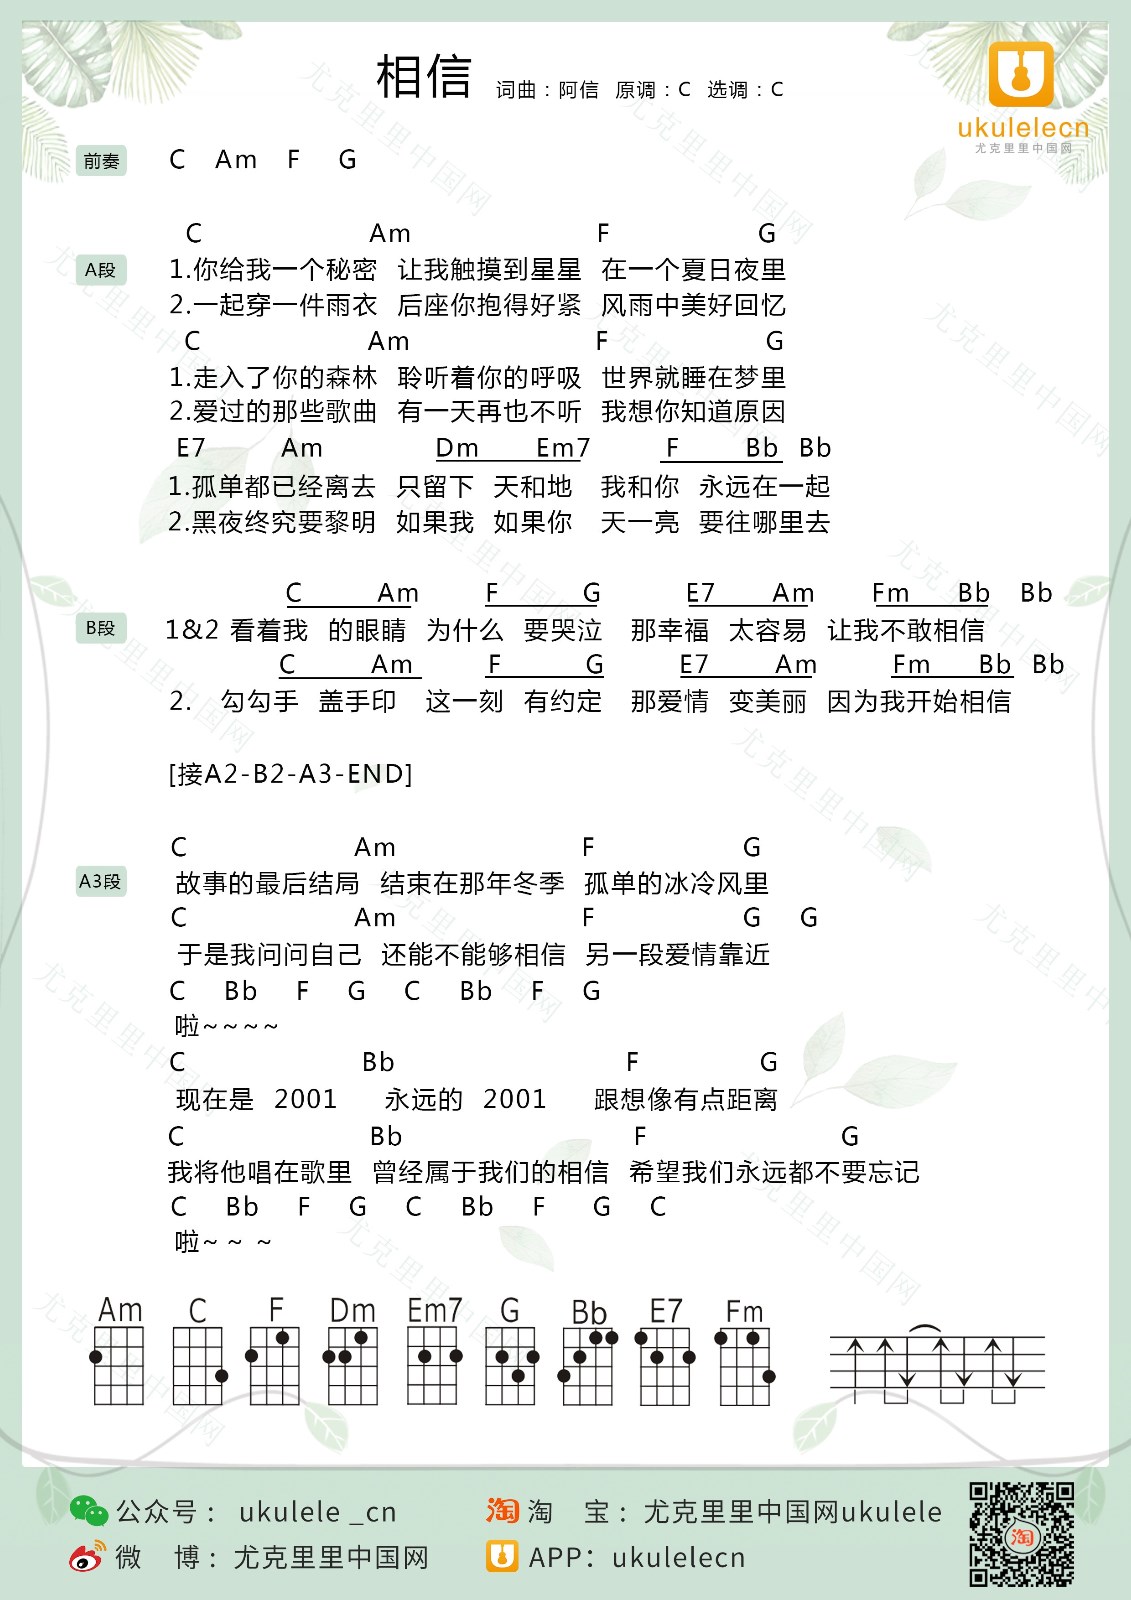 相信 词曲：阿信 原调：C 选调：C
ukulelecn
尤克里里中国网
前奏 C Am F G
C Am F G
A段 1.你给我一个秘密 让我触摸到星星 在一个夏日夜里
2.一起穿一件雨衣 后座你抱得好紧 风雨中美好回忆
C Am F G
1.走入了你的森林 聆听着你的呼吸 世界就睡在梦里
2.爱过的那些歌曲 有一天再也不听 我想你知道原因
E7 Am Dm Em7 F Bb Bb
1.孤单都已经离去 只留下 天和地 我和你 永远在一起
2.黑夜终究要黎明 如果我 如果你 天一亮 要往哪里去
C Am F G E7 Am Fm Bb Bb
B段 1&2 看着我 的眼睛 为什么 要哭泣 那幸福 太容易 让我不敢相信
C Am F G E7 Am Fm Bb Bb
2. 勾勾手 盖手印 这一刻 有约定 那爱情 变美丽 因为我开始相信
[接A2-B2-A3-END]
C Am F G
A3段 故事的最后结局 结束在那年冬季 孤单的冰冷风里
C Am F G G
于是我问问自己 还能不能够相信 另一段爱情靠近
C Bb F G C Bb F G
啦~~~~
C Bb F G
现在是 2001 永远的 2001 跟想像有点距离
C Bb F G
我将他唱在歌里 曾经属于我们的相信 希望我们永远都不要忘记
C Bb F G C Bb F G C
啦~ ~ ~
Am C F Dm Em7 G Bb E7 Fm
公众号： ukulele _cn 淘 淘 宝：尤克里里中国网ukulele
微 博：尤克里里中国网 APP：ukulelecn
淘